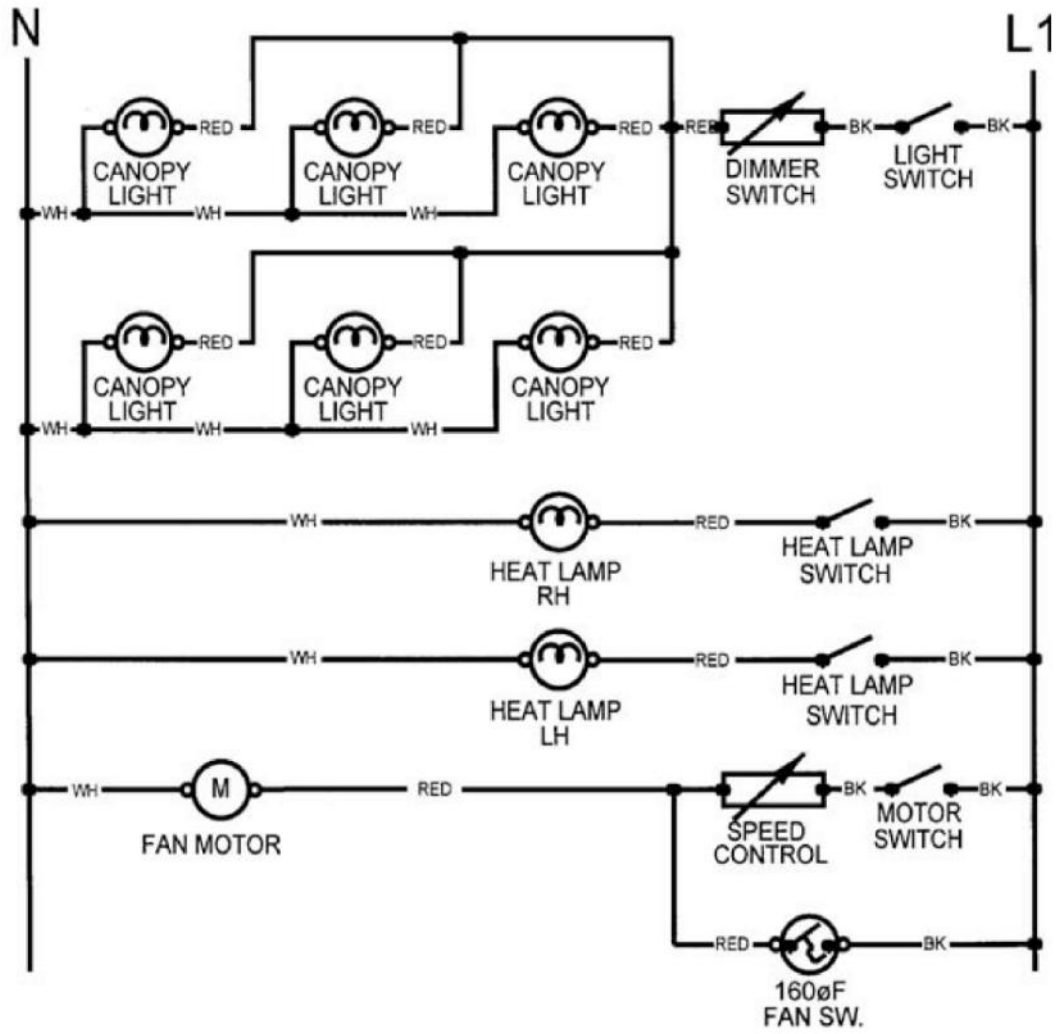 N
L1
RED
RED
RED
RED
BK
BK
CANOPY
LIGHT
CANOPY
LIGHT
CANOPY
LIGHT
DIMMER
SWITCH
LIGHT
SWITCH
WH
WH
WH
RED
RED
RED
CANOPY
LIGHT
CANOPY
LIGHT
CANOPY
LIGHT
WH
WH
WH
WH
RED
BK
HEAT LAMP
RH
HEAT LAMP
SWITCH
WH
RED
BK
HEAT LAMP
LH
HEAT LAMP
SWITCH
WH
M
RED
BK
BK
FAN MOTOR
SPEED
CONTROL
MOTOR
SWITCH
RED
BK
160øF
FAN SW.